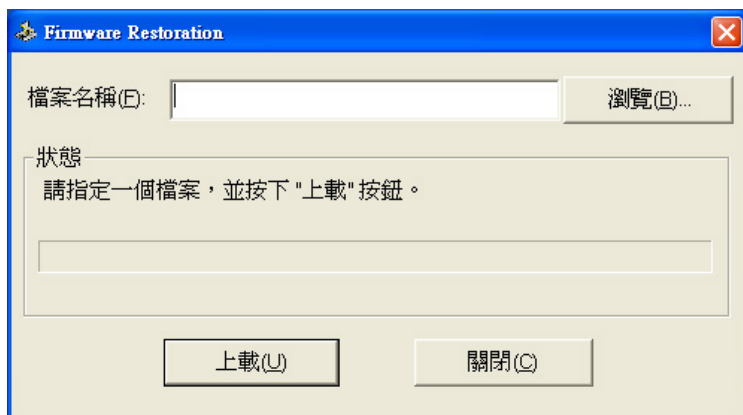 Firmware Restoration
檔案名稱(F):
瀏覽(B)...
狀態
請指定一個檔案，並按下 "上載" 按鈕。
上載(U)
關閉(C)